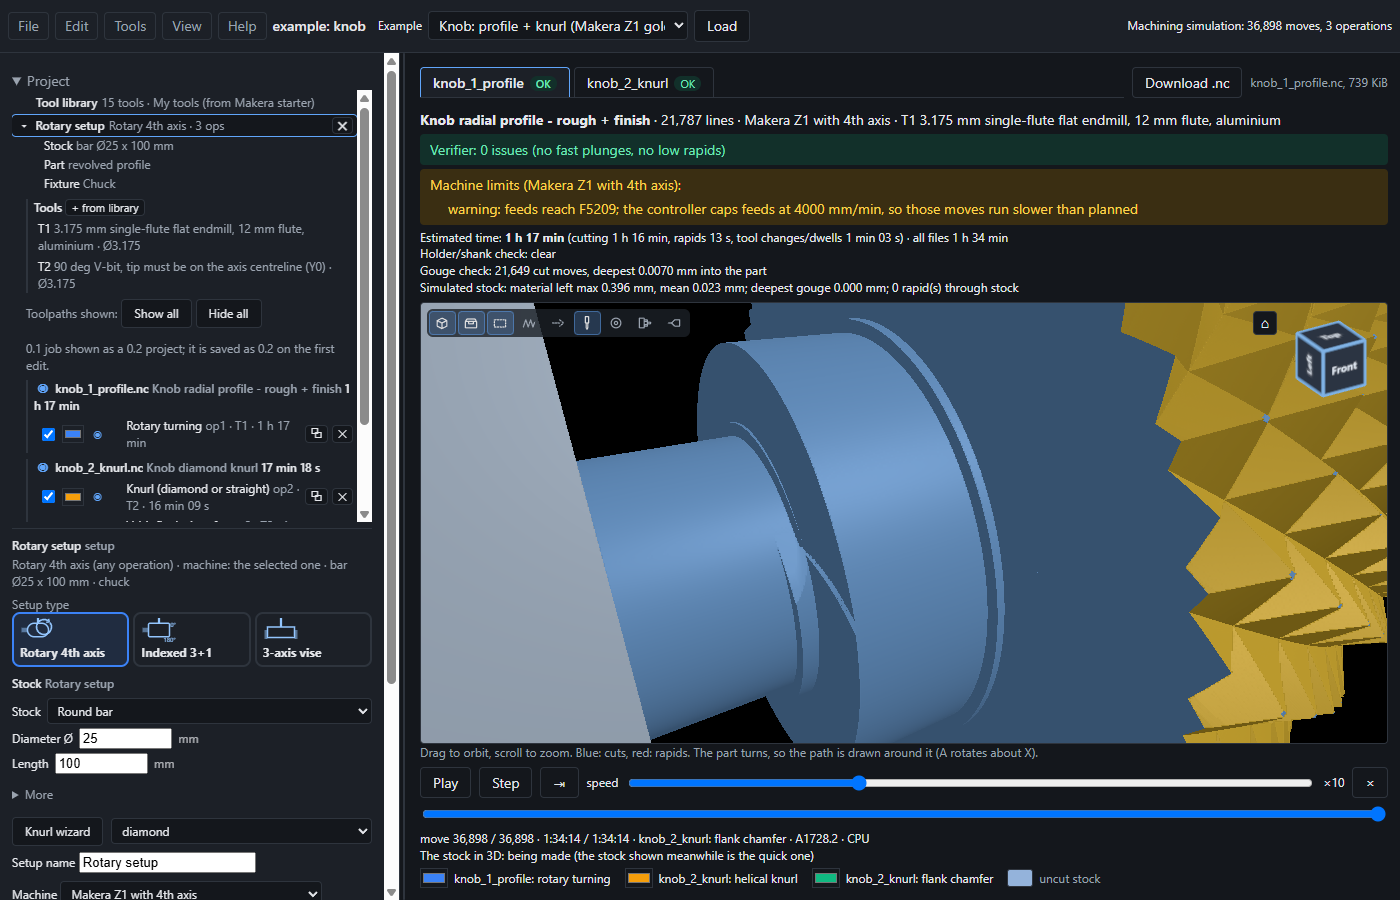 File Edit Tools View Help example: knob Example Knob: profile + knurl (Makera Z1 gol Load Machining simulation: 36,898 moves, 3 operations
Project
Tool library 15 tools · My tools (from Makera starter)
Rotary setup Rotary 4th axis · 3 ops
Stock bar Ø25 x 100 mm
Part revolved profile
Fixture Chuck
Tools + from library
T1 3.175 mm single-flute flat endmill, 12 mm flute,
aluminium · Ø3.175
T2 90 deg V-bit, tip must be on the axis centreline (Y0) ·
Ø3.175
Toolpaths shown: Show all Hide all
0.1 job shown as a 0.2 project; it is saved as 0.2 on the first
edit.
knob_1_profile.nc Knob radial profile - rough + finish 1
h 17 min
Rotary turning op1 · T1 · 1 h 17
min
knob_2_knurl.nc Knob diamond knurl 17 min 18 s
Knurl (diamond or straight) op2 ·
T2 · 16 min 09 s
Rotary setup setup
Rotary 4th axis (any operation) · machine: the selected one · bar
Ø25 x 100 mm · chuck
Setup type
Rotary 4th axis Indexed 3+1 3-axis vise
Stock Rotary setup
Stock Round bar
Diameter Ø 25 mm
Length 100 mm
More
Knurl wizard diamond
Setup name Rotary setup
Machine Makera Z1 with 4th axis
knob_1_profile OK knob_2_knurl OK Download .nc knob_1_profile.nc, 739 KiB
Knob radial profile - rough + finish · 21,787 lines · Makera Z1 with 4th axis · T1 3.175 mm single-flute flat endmill, 12 mm flute, aluminium
Verifier: 0 issues (no fast plunges, no low rapids)
Machine limits (Makera Z1 with 4th axis):
warning: feeds reach F5209; the controller caps feeds at 4000 mm/min, so those moves run slower than planned
Estimated time: 1 h 17 min (cutting 1 h 16 min, rapids 13 s, tool changes/dwells 1 min 03 s) · all files 1 h 34 min
Holder/shank check: clear
Gouge check: 21,649 cut moves, deepest 0.0070 mm into the part
Simulated stock: material left max 0.396 mm, mean 0.023 mm; deepest gouge 0.000 mm; 0 rapid(s) through stock
Top
Left Front
Drag to orbit, scroll to zoom. Blue: cuts, red: rapids. The part turns, so the path is drawn around it (A rotates about X).
Play Step speed ×10 ×
move 36,898 / 36,898 · 1:34:14 / 1:34:14 · knob_2_knurl: flank chamfer · A1728.2 · CPU
The stock in 3D: being made (the stock shown meanwhile is the quick one)
knob_1_profile: rotary turning knob_2_knurl: helical knurl knob_2_knurl: flank chamfer uncut stock